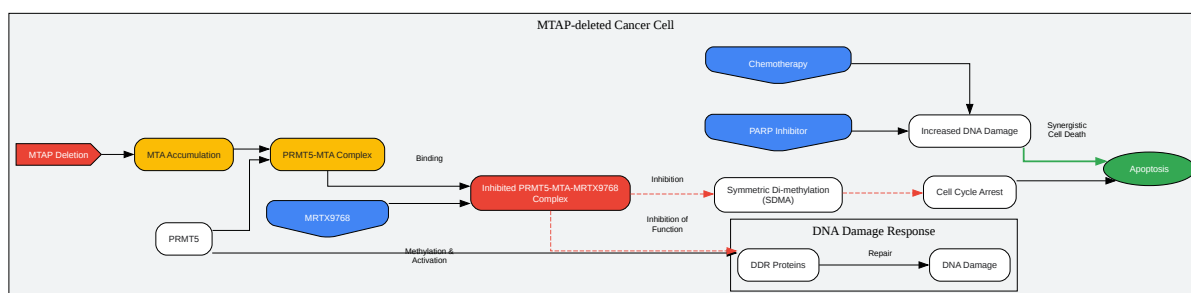 MTAP-deleted Cancer Cell
Chemotherapy
PARP Inhibitor
Increased DNA Damage
Synergistic
Cell Death
MTAP Deletion
MTA Accumulation
PRMT5-MTA Complex
Binding
Apoptosis
Inhibited PRMT5-MTA-MRTX9768
Complex
Inhibition
Symmetric Di-methylation
(SDMA)
Cell Cycle Arrest
MRTX9768
Inhibition of
Function
PRMT5
Methylation &
Activation
DNA Damage Response
DDR Proteins
Repair
DNA Damage